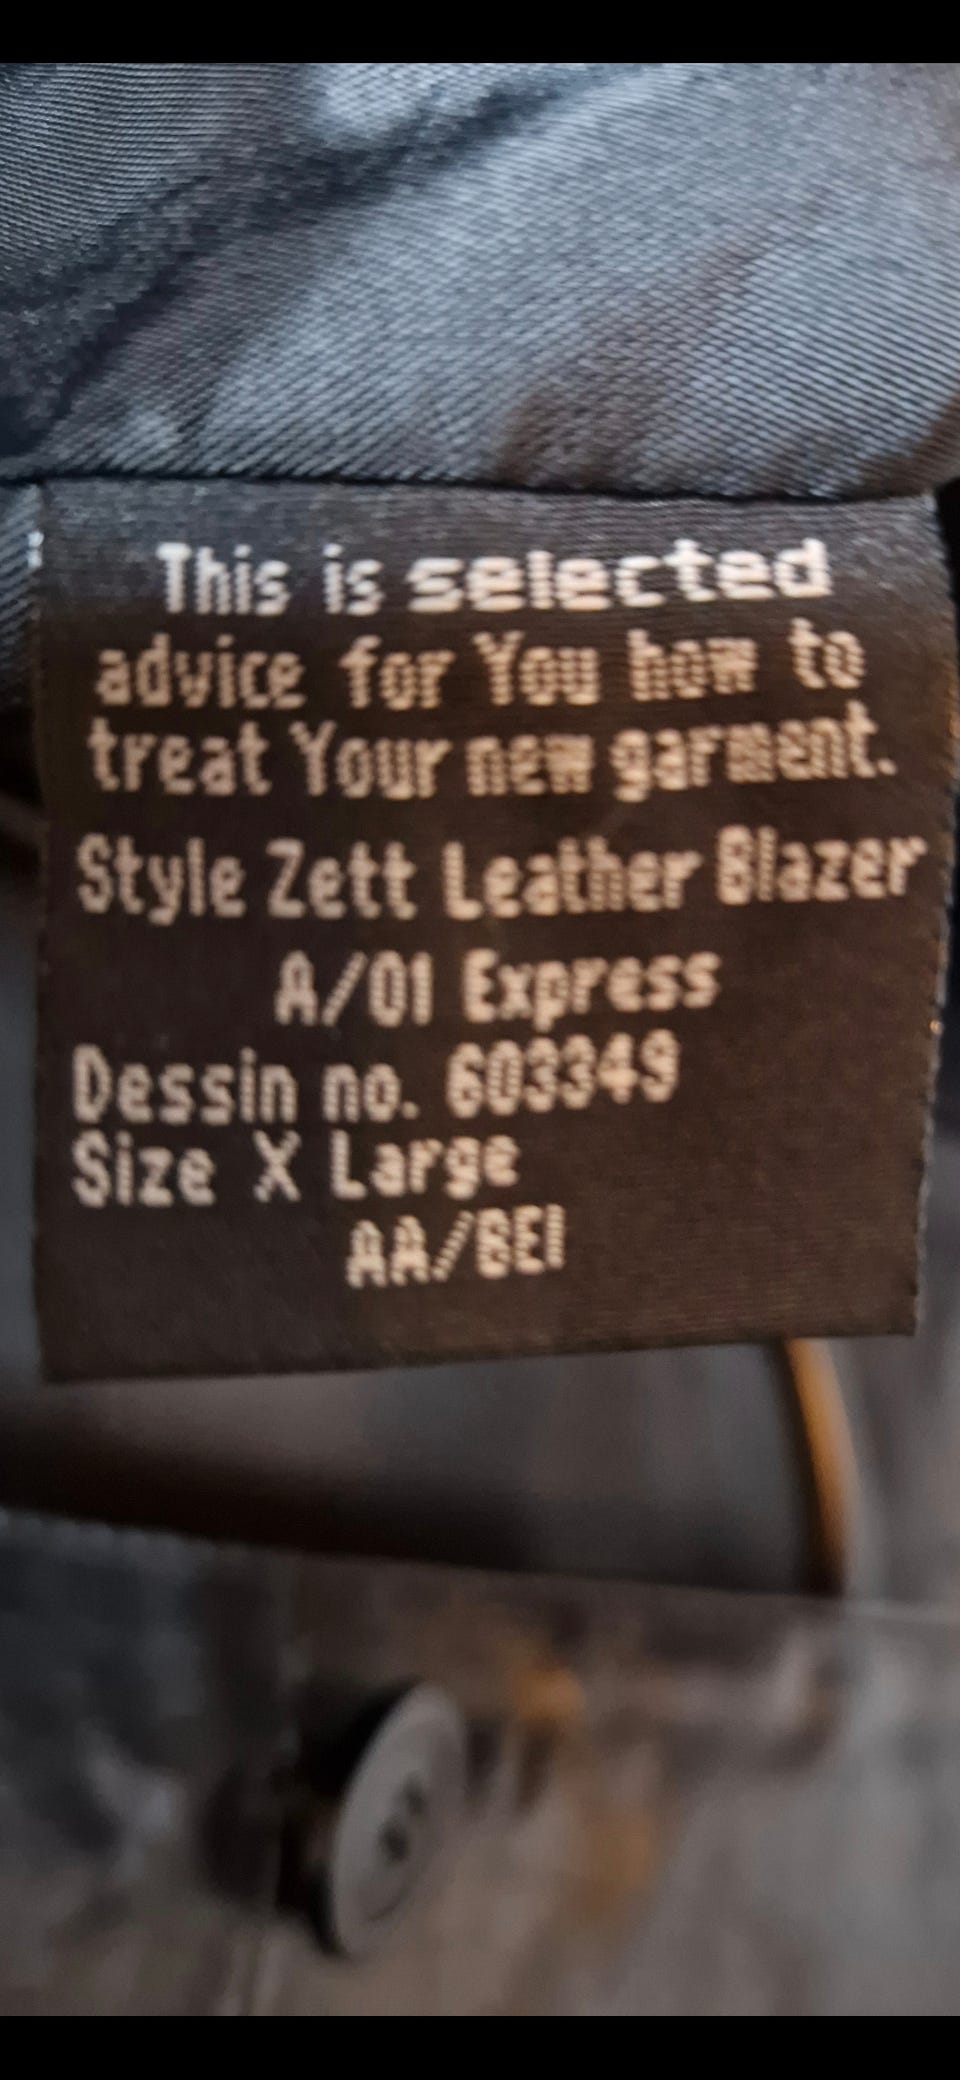 This is selected
advice for You how to
treat Your new garment.
Style Zett Leather Blazer
A/01 Express
Dessin no. 603349
Size X Large
AA/BEI